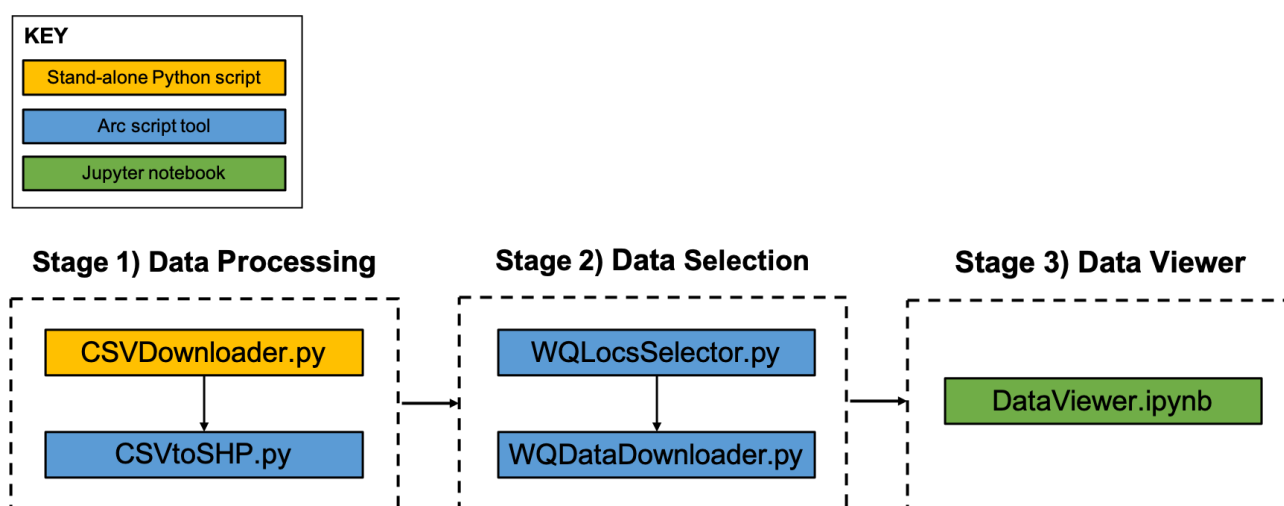 KEY
Stand-alone Python script
Arc script tool
Jupyter notebook
Stage 1) Data Processing
CSVDownloader.py
CSVtoSHP.py
Stage 2) Data Selection
WQLocsSelector.py
WQDataDownloader.py
Stage 3) Data Viewer
DataViewer.ipynb